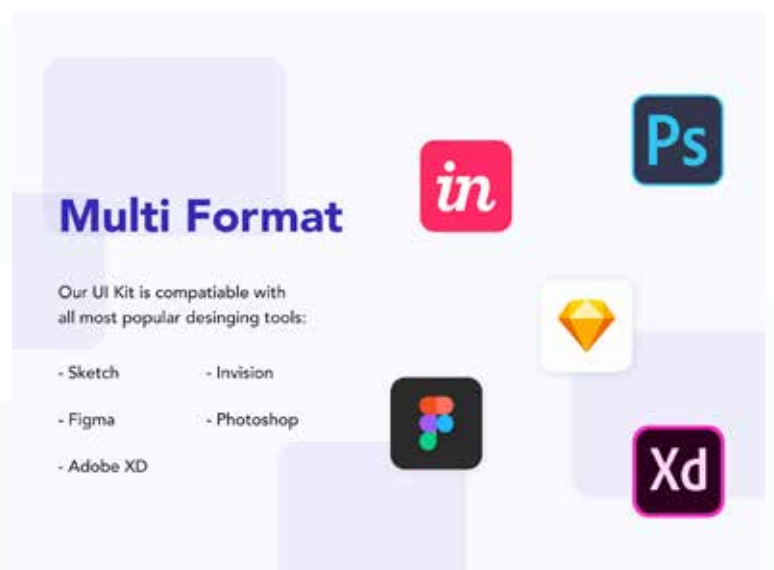 Multi Format
Our UI Kit is compatiable with
all most popular desinging tools:
- Sketch
- Invision
- Figma
- Photoshop
- Adobe XD
in
Ps
Xd